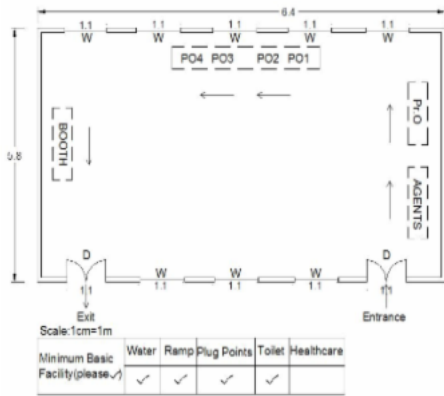 6.4
1.1 1.1 1.1 1.1 1.1
W W W W W
PO4 PO3 PO2 PO1
5.8
BOOTH
Pr.O
AGENTS
D W W W D
1.1 1.1 1.1 1.1 1.1
Exit Entrance
Scale:1cm=1m
Minimum Basic Facility(please✓) Water Ramp Plug Points Toilet Healthcare
✓ ✓ ✓ ✓